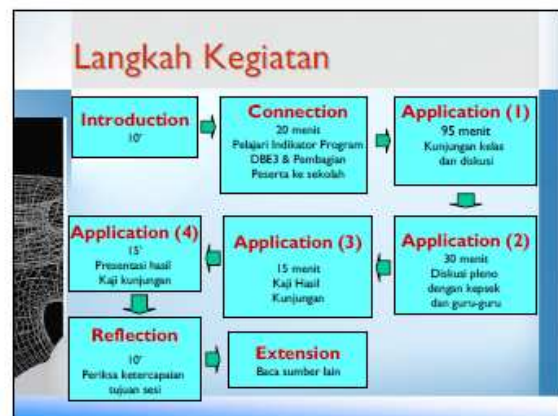 Langkah Kegiatan
Introduction
10'
Connection
20 menit
Pelajari Indikator Program
DBE3 & Pembagian
Peserta ke sekolah
Application (1)
95 menit
Kunjungan kelas
dan diskusi
Application (2)
30 menit
Diskusi pleno
dengan kepsek
dan guru-guru
Application (3)
15 menit
Kaji Hasil
Kunjungan
Application (4)
15'
Presentasi hasil
Kaji kunjungan
Reflection
10'
Periksa ketercapaian
tujuan sesi
Extension
Baca sumber lain